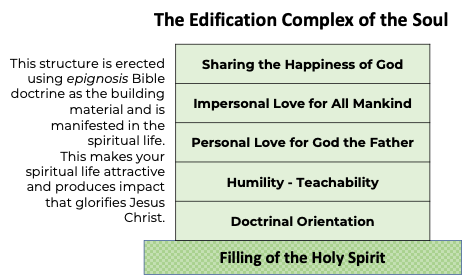 The Edification Complex of the Soul
This structure is erected
using epignosis Bible
doctrine as the building
material and is
manifested in the
spiritual life.
This makes your
spiritual life attractive
and produces impact
that glorifies Jesus
Christ.
Sharing the Happiness of God
Impersonal Love for All Mankind
Personal Love for God the Father
Humility - Teachability
Doctrinal Orientation
Filling of the Holy Spirit